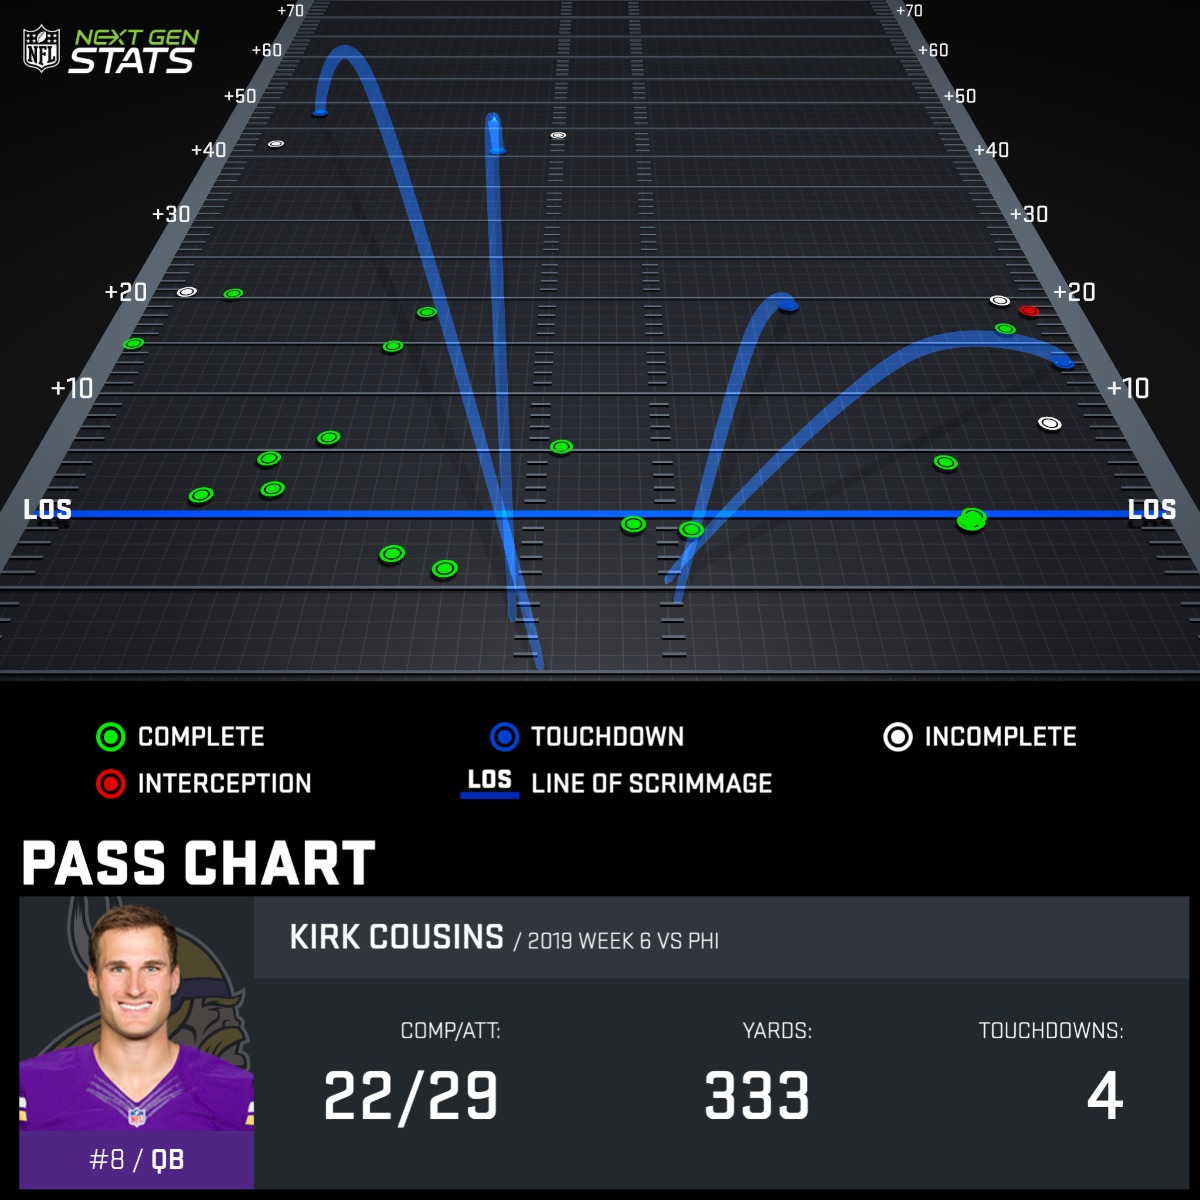 +70 +70
NFL NEXT GEN
STATS
+60 +60
+50 +50
+40 +40
+30 +30
+20 +20
+10 +10
LOS LOS
COMPLETE TOUCHDOWN INCOMPLETE
INTERCEPTION LOS LINE OF SCRIMMAGE
PASS CHART
KIRK COUSINS / 2019 WEEK 6 VS PHI
COMP/ATT: YARDS: TOUCHDOWNS:
22/29 333 4
NFL
#8 / QB